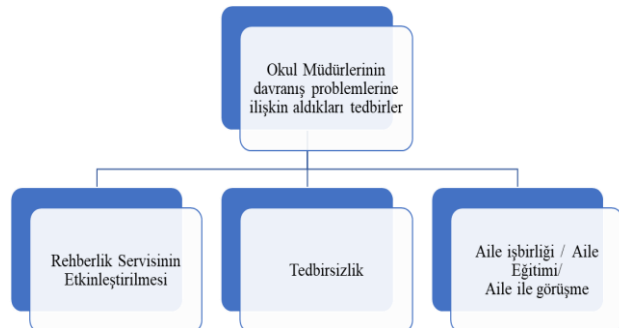 Okul Müdürlerinin
davranış problemlerine
ilişkin aldıkları tedbirler
Rehberlik Servisinin
Etkinleştirilmesi
Tedbirsizlik
Aile işbirliği / Aile
Eğitimi/
Aile ile görüşme